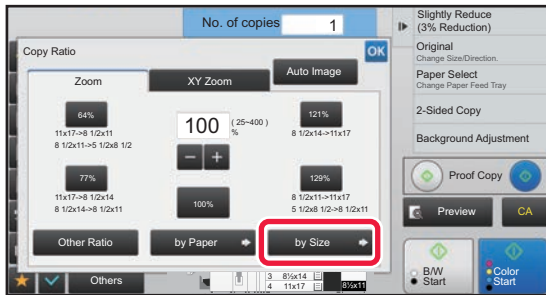 No. of copies 1
Copy Ratio
OK
Zoom
XY Zoom
Auto Image
64%
11x17->8 1/2x11
8 1/2x11->5 1/2x8 1/2
100
( 25~400 )
%
121%
8 1/2x14->11x17
77%
11x17->8 1/2x14
8 1/2x14->8 1/2x11
100%
129%
8 1/2x11->11x17
5 1/2x8 1/2->8 1/2x11
Other Ratio
by Paper
by Size
Others
3 8½x14
4 11x17
8½x11
Slightly Reduce
(3% Reduction)
Original
Change Size/Direction.
Paper Select
Change Paper Feed Tray
2-Sided Copy
Background Adjustment
Proof Copy
Preview
CA
B/W
Start
Color
Start